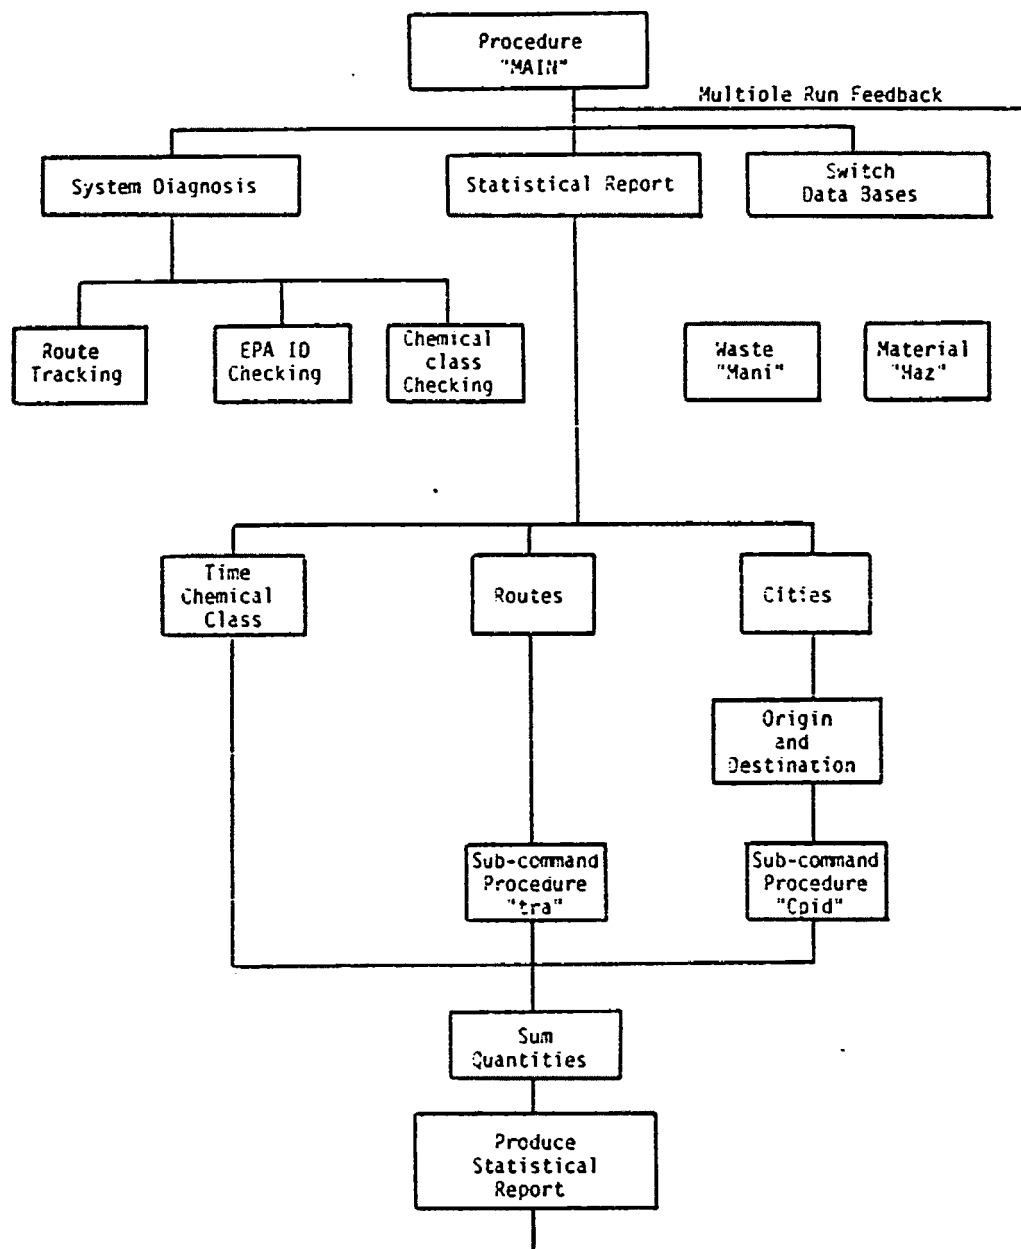 Procedure
"MAIN"
Multiole Run Feedback
System Diagnosis
Statistical Report
Switch
Data Bases
Route
Tracking
EPA ID
Checking
Chemical
class
Checking
Waste
"Mani"
Material
"Haz"
Time
Chemical
Class
Routes
Cities
Origin
and
Destination
Sub-command
Procedure
"tra"
Sub-command
Procedure
"Cpid"
Sum
Quantities
Produce
Statistical
Report